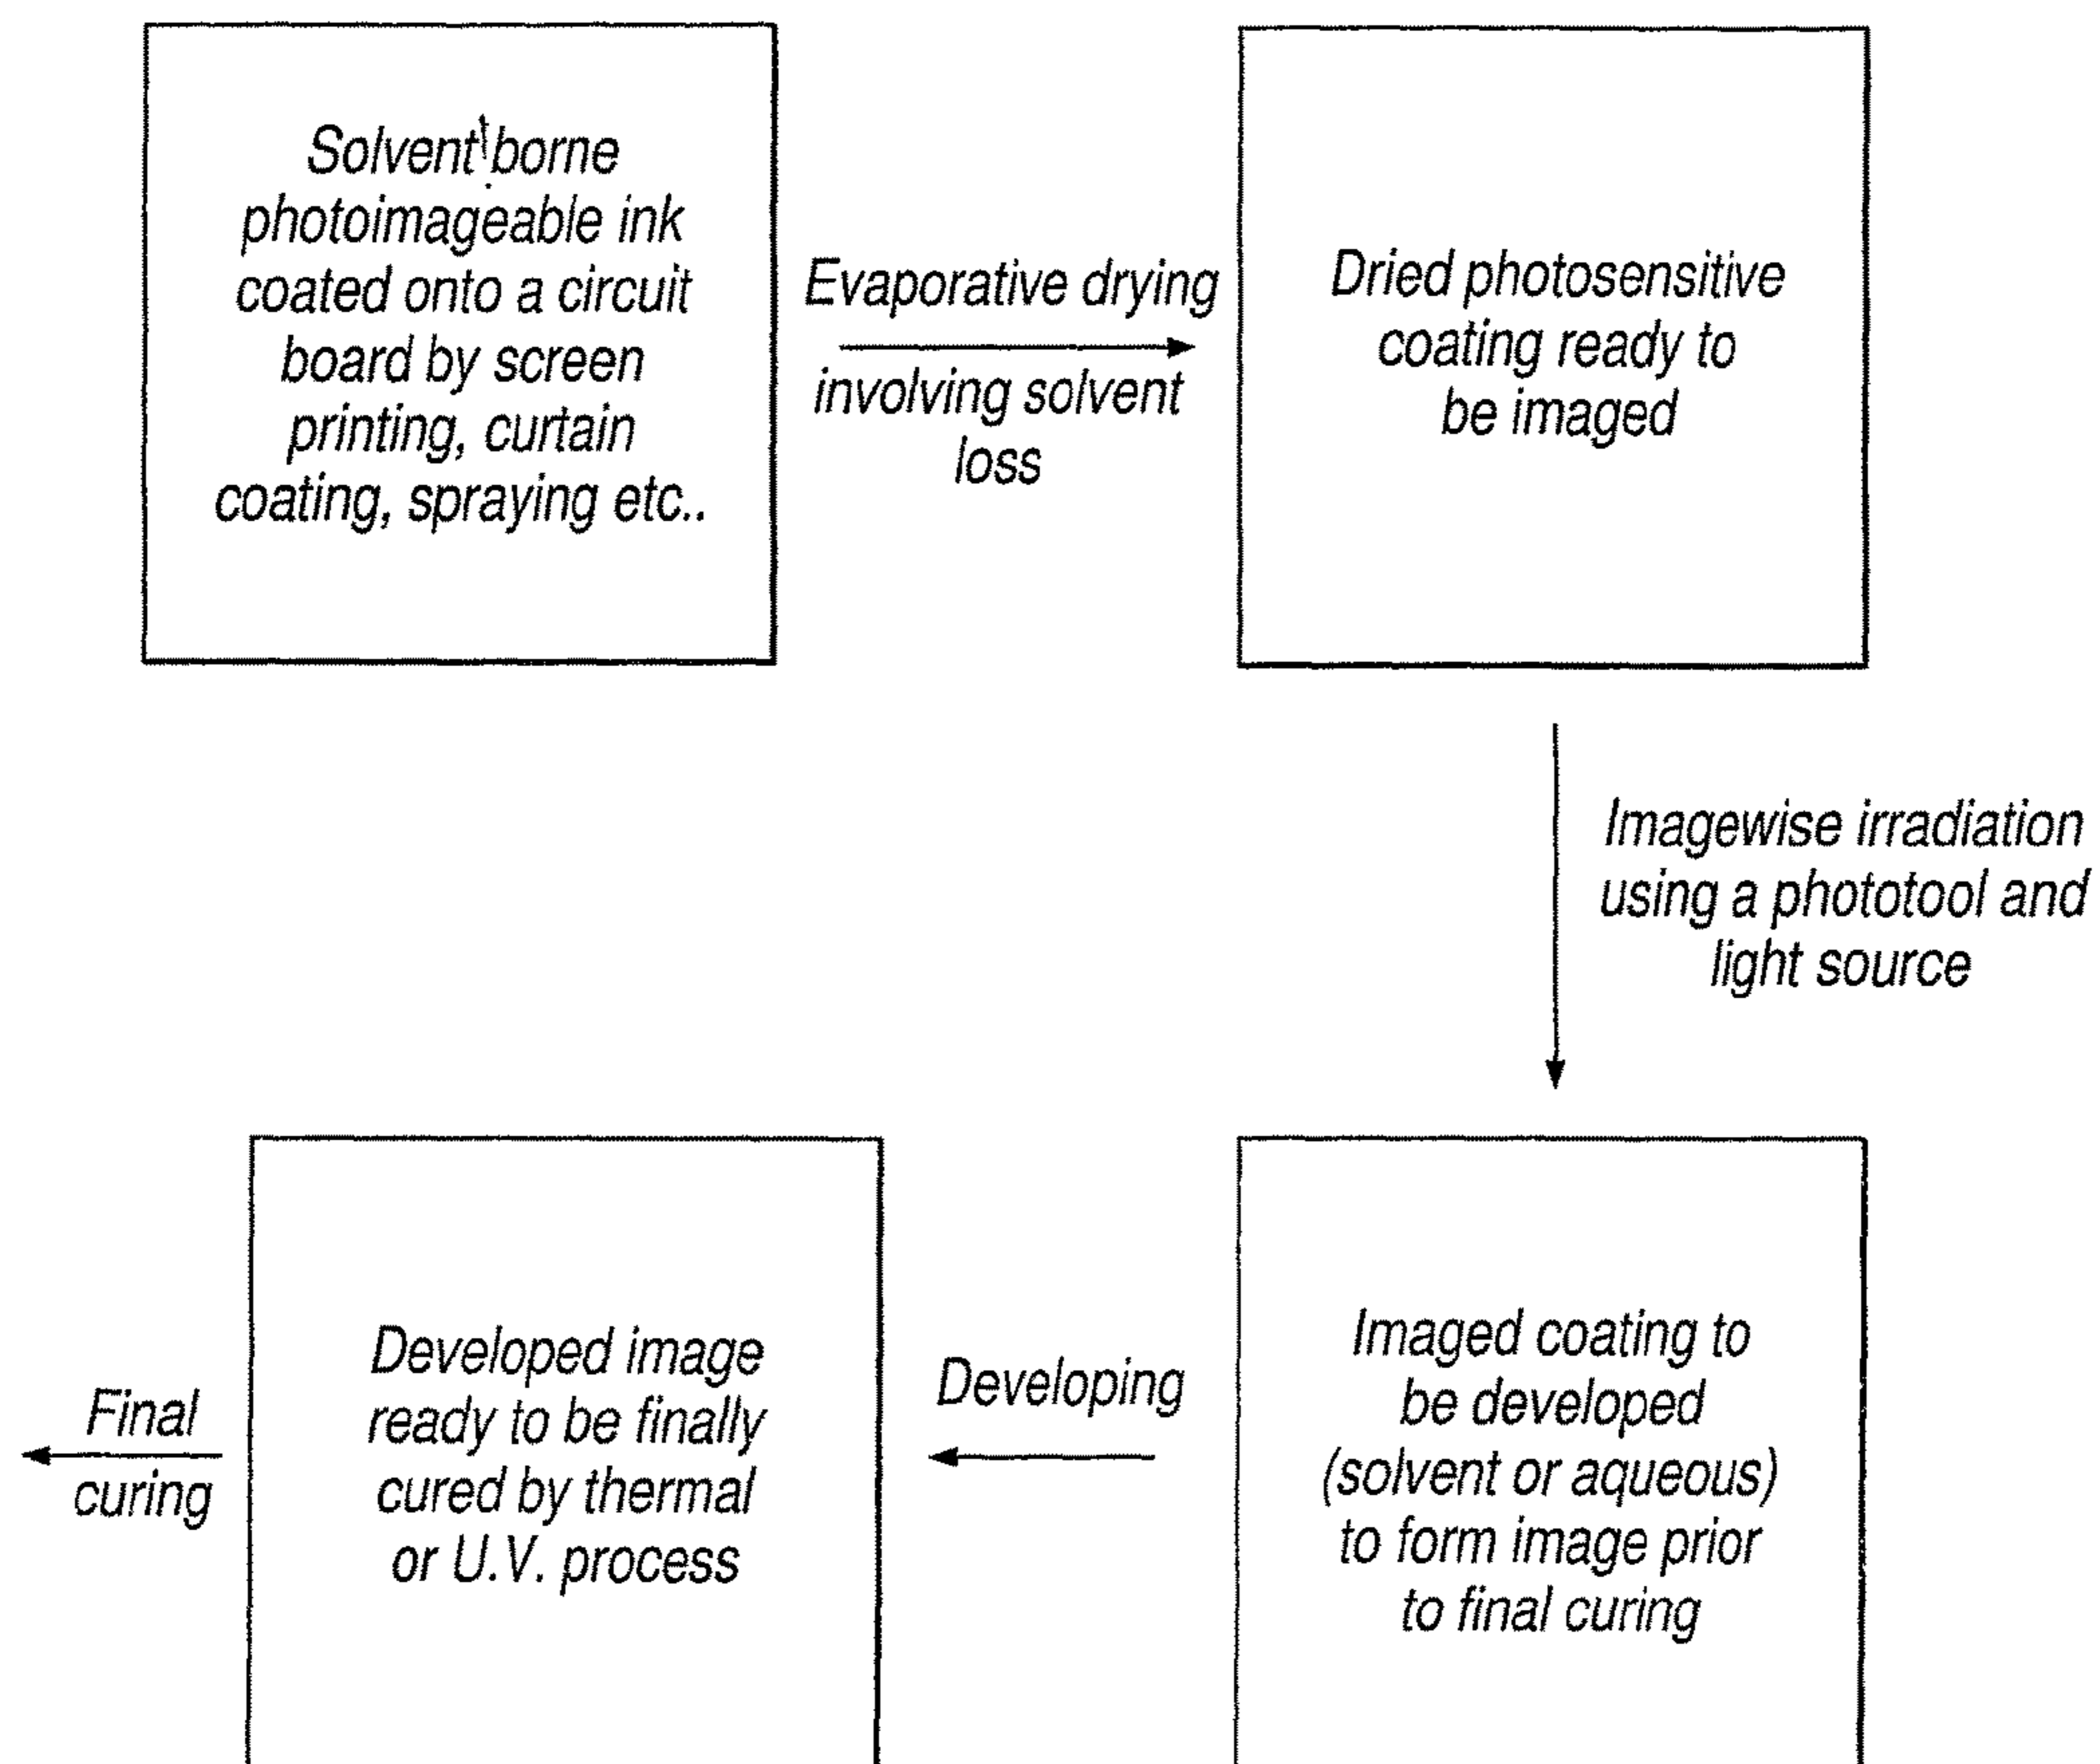 Solvent borne
photoimageable ink
coated onto a circuit
board by screen
printing, curtain
coating, spraying etc..
Evaporative drying
involving solvent
loss
Dried photosensitive
coating ready to
be imaged
Imagewise irradiation
using a phototool and
light source
Imaged coating to
be developed
(solvent or aqueous)
to form image prior
to final curing
Developing
Developed image
ready to be finally
cured by thermal
or U.V. process
Final
curing